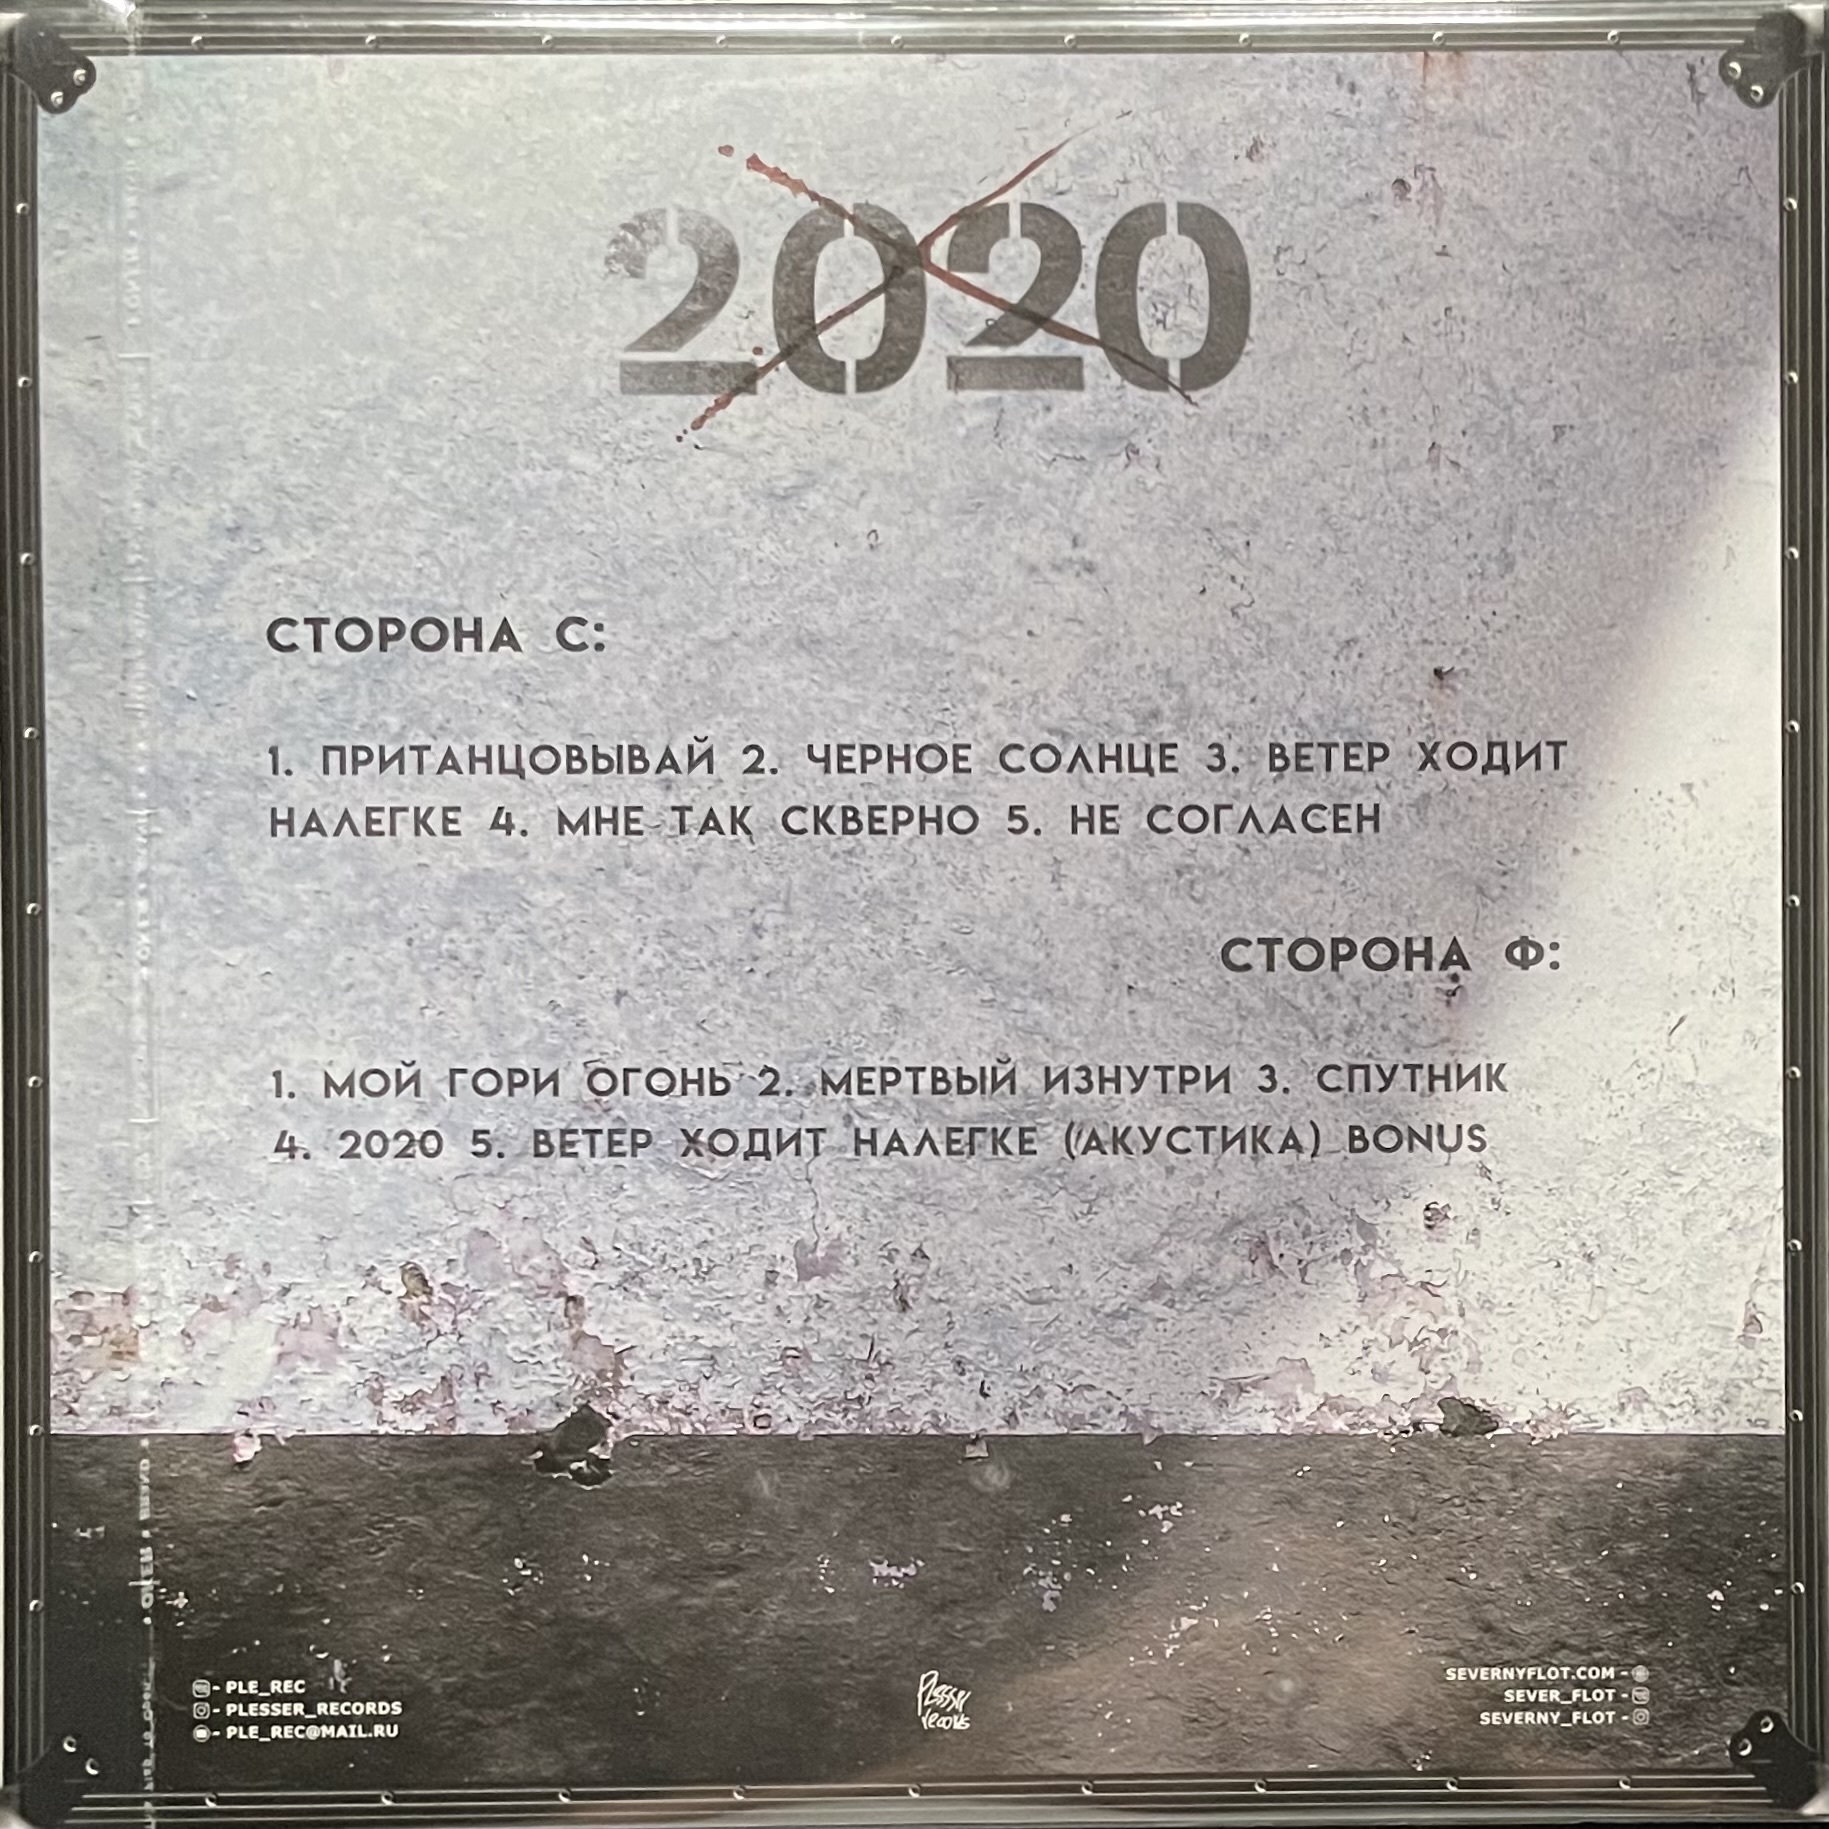 2020
СТОРОНА С:
1. ПРИТАНЦОВЫВАЙ 2. ЧЕРНОЕ СОЛНЦЕ 3. ВЕТЕР ХОДИТ
НАЛЕГКЕ 4. МНЕ ТАК СКВЕРНО 5. НЕ СОГЛАСЕН
СТОРОНА Ф:
1. МОЙ ГОРИ ОГОНЬ 2. МЕРТВЫЙ ИЗНУТРИ 3. СПУТНИК
4. 2020 5. ВЕТЕР ХОДИТ НАЛЕГКЕ (АКУСТИКА) BONUS
- PLE_REC
- PLESSER_RECORDS
- PLE_REC@MAIL.RU
Plesser
records
SEVERNYFLOT.COM -
SEVER_FLOT -
SEVERNY_FLOT -